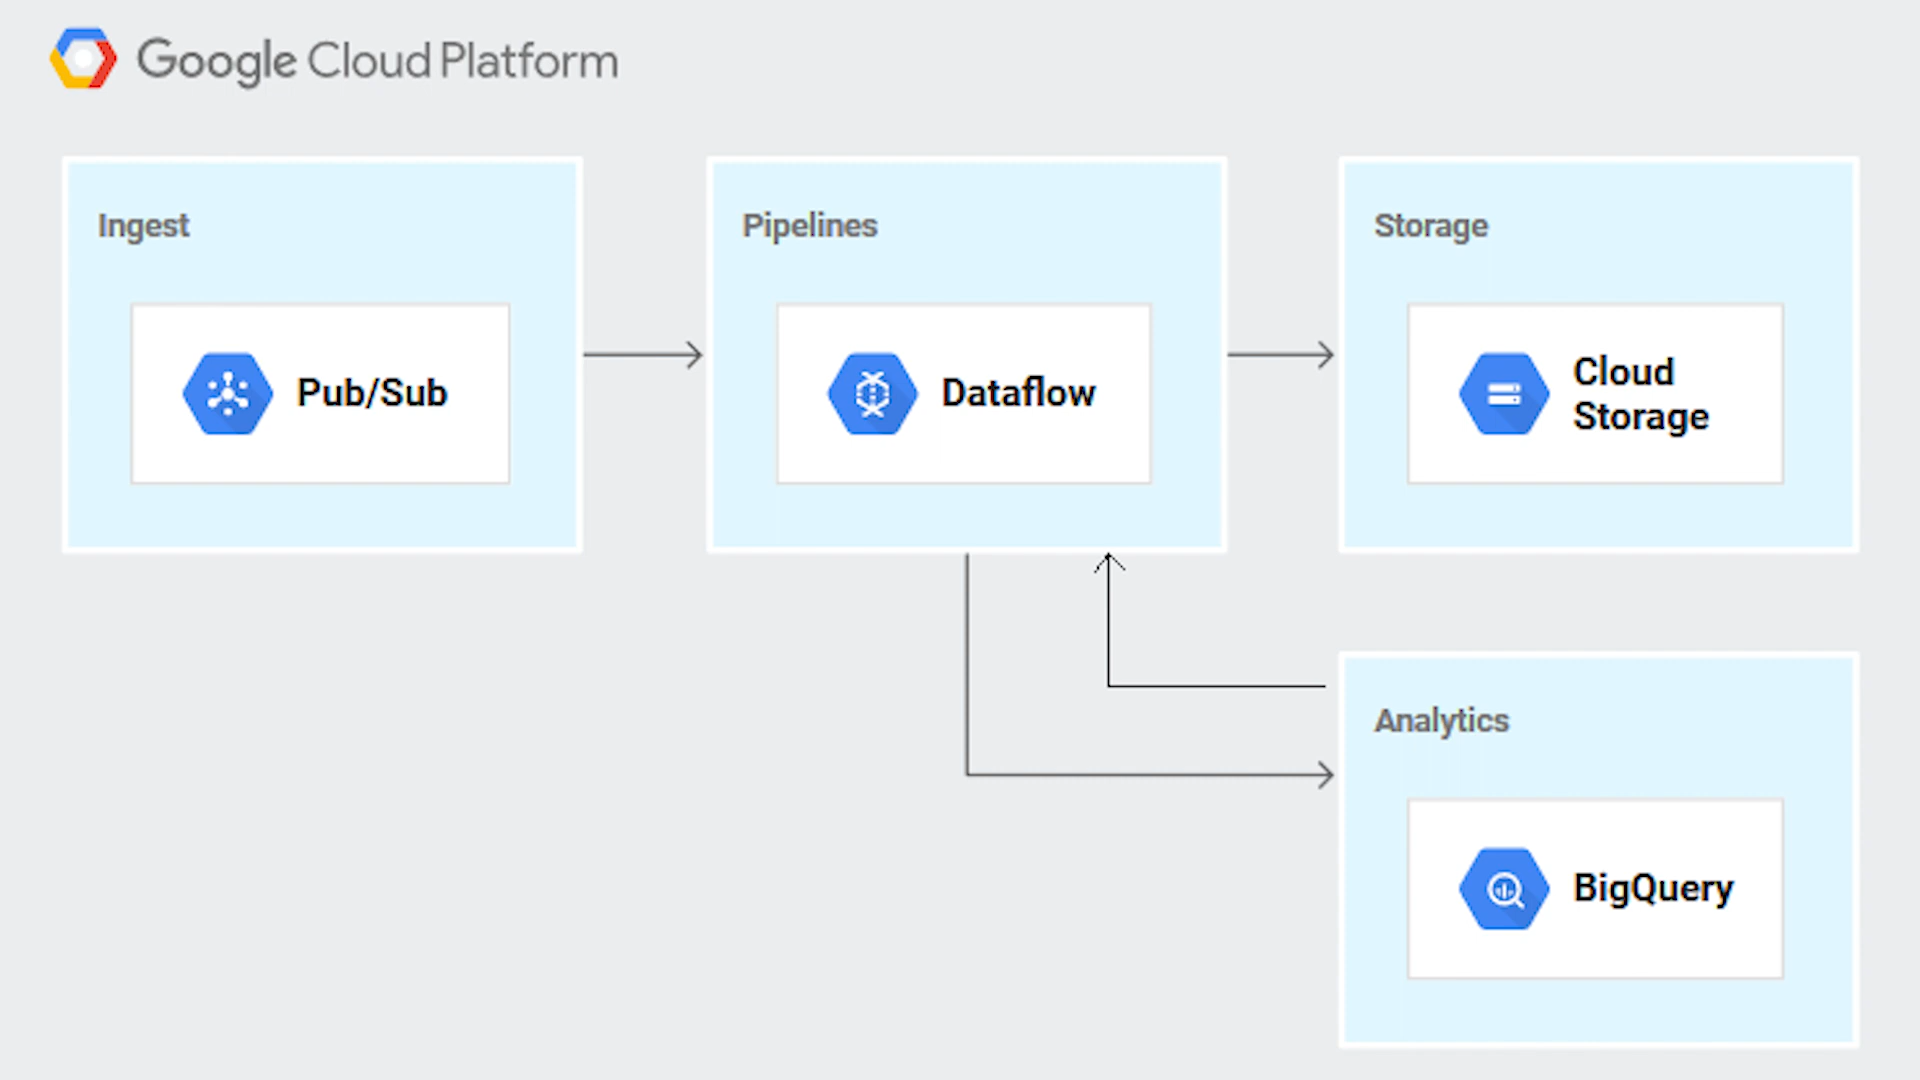 Google Cloud Platform
Ingest
Pub/Sub
Pipelines
Dataflow
Storage
Cloud
Storage
Analytics
BigQuery